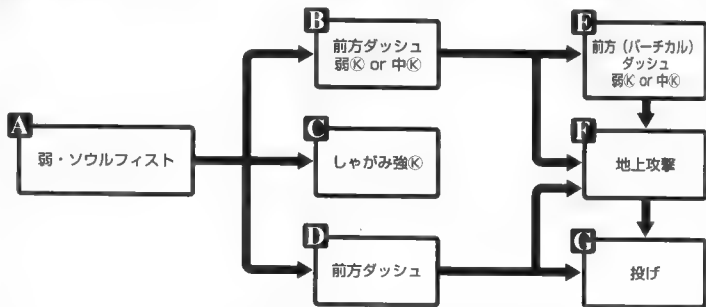 A
弱・ソウルフィスト
B
前方ダッシュ
弱Ⓚ or 中Ⓚ
C
しゃがみ強Ⓚ
D
前方ダッシュ
E
前方（バーチカル）
ダッシュ
弱Ⓚ or 中Ⓚ
F
地上攻撃
G
投げ